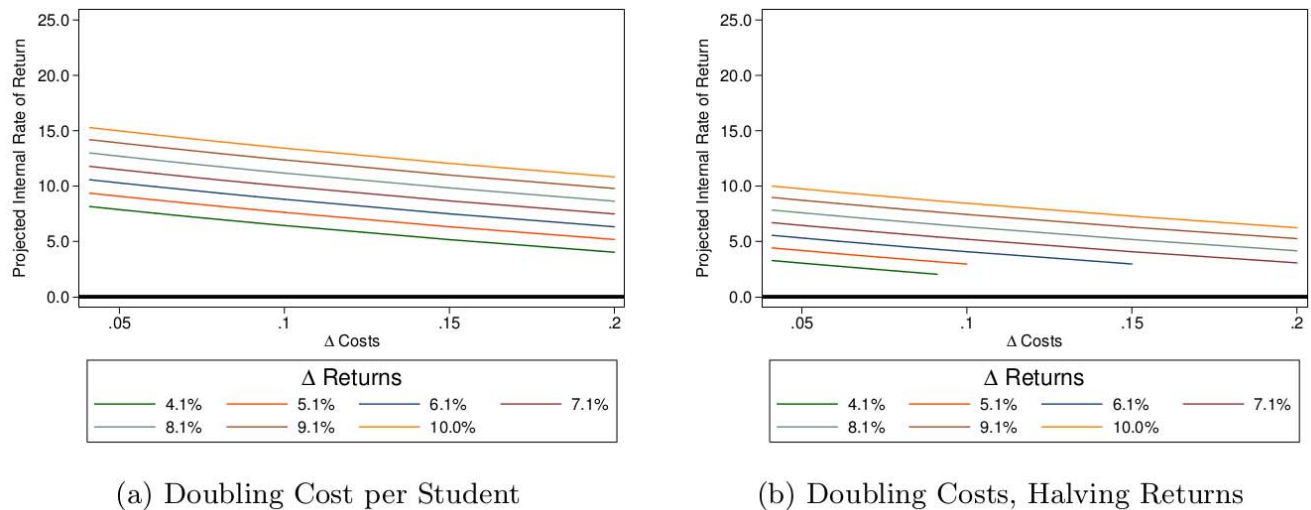 Projected Internal Rate of Return
25.0
20.0
15.0
10.0
5.0
0.0
.05 .1 .15 .2
Δ Costs
Δ Returns
4.1% 5.1% 6.1% 7.1%
8.1% 9.1% 10.0%
(a) Doubling Cost per Student
Projected Internal Rate of Return
25.0
20.0
15.0
10.0
5.0
0.0
.05 .1 .15 .2
Δ Costs
Δ Returns
4.1% 5.1% 6.1% 7.1%
8.1% 9.1% 10.0%
(b) Doubling Costs, Halving Returns